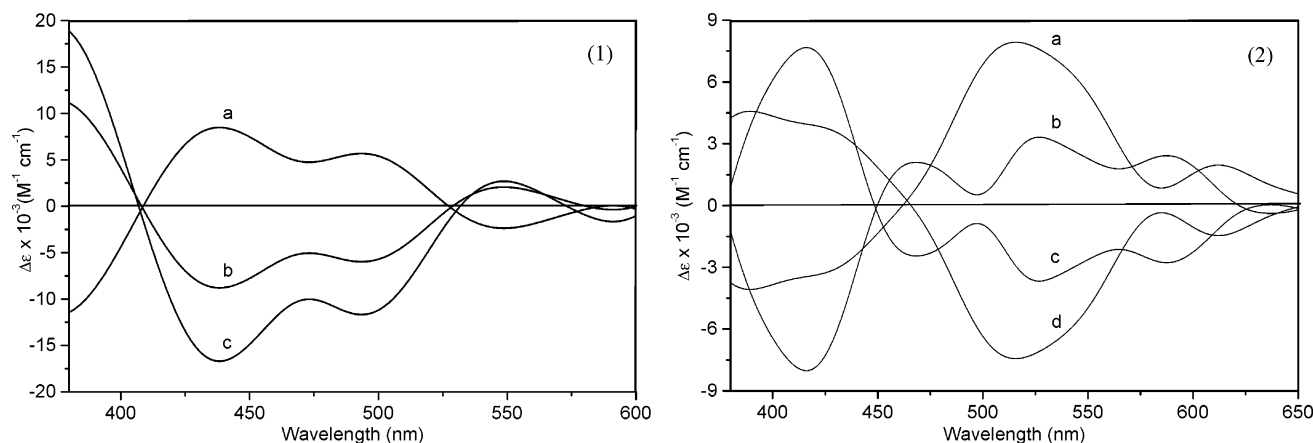 (1)
Δε x 10⁻³ (M⁻¹ cm⁻¹)
20
15
10
5
0
-5
-10
-15
-20
a
b
c
400 450 500 550 600
Wavelength (nm)
(2)
Δε x 10⁻³ (M⁻¹ cm⁻¹)
9
6
3
0
-3
-6
-9
a
b
c
d
400 450 500 550 600 650
Wavelength (nm)